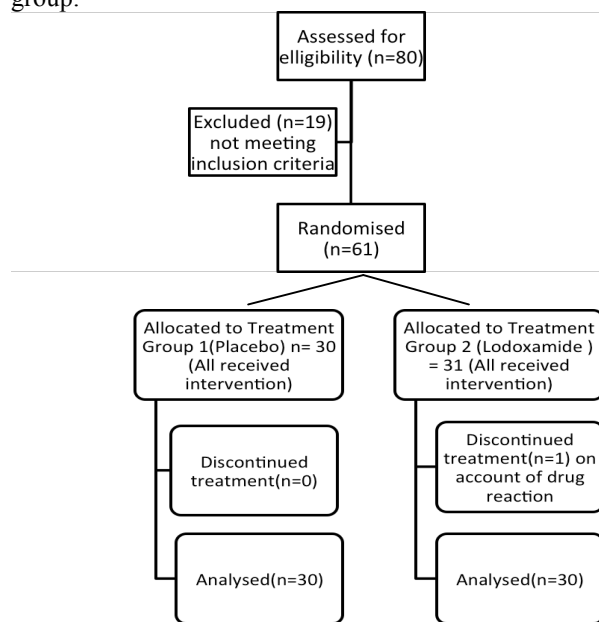 group.
Assessed for
elligibility (n=80)
Excluded (n=19)
not meeting
inclusion criteria
Randomised
(n=61)
Allocated to Treatment
Group 1(Placebo) n= 30
(All received
intervention)
Discontinued
treatment(n=0)
Analysed(n=30)
Allocated to Treatment
Group 2 (Lodoxamide )
= 31 (All received
intervention)
Discontinued
treatment(n=1) on
account of drug
reaction
Analysed(n=30)